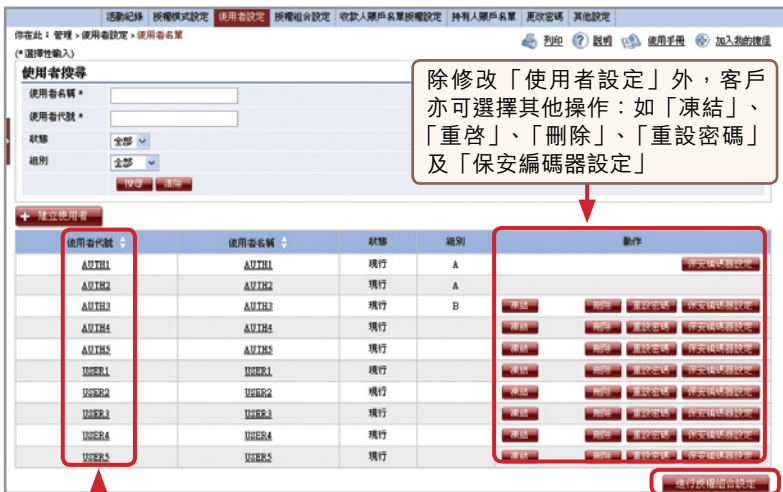 活動紀錄 授權模式設定 使用者設定 授權組合設定 收款人賬戶名單授權設定 持有人賬戶名單 更改密碼 其他設定
你在此：管理 > 使用者設定 > 使用者名單
列印 說明 使用手冊 加入我的捷徑
(*選擇性輸入)
使用者搜尋
使用者名稱 *
使用者代號 *
狀態 全部
組別 全部
搜尋 清除
除修改「使用者設定」外，客戶
亦可選擇其他操作：如「凍結」、
「重啓」、「刪除」、「重設密碼」
及「保安編碼器設定」
+ 建立使用者
使用者代號 使用者名稱 狀態 組別 動作
AUTH1 AUTH1 現行 A 保安編碼器設定
AUTH2 AUTH2 現行 A
AUTH3 AUTH3 現行 B 凍結 刪除 重設密碼 保安編碼器設定
AUTH4 AUTH4 現行 凍結 刪除 重設密碼 保安編碼器設定
AUTH5 AUTH5 現行 凍結 刪除 重設密碼 保安編碼器設定
USER1 USER1 現行 凍結 刪除 重設密碼 保安編碼器設定
USER2 USER2 現行 凍結 刪除 重設密碼 保安編碼器設定
USER3 USER3 現行 凍結 刪除 重設密碼 保安編碼器設定
USER4 USER4 現行 凍結 刪除 重設密碼 保安編碼器設定
USER5 USER5 現行 凍結 刪除 重設密碼 保安編碼器設定
進行授權組合設定